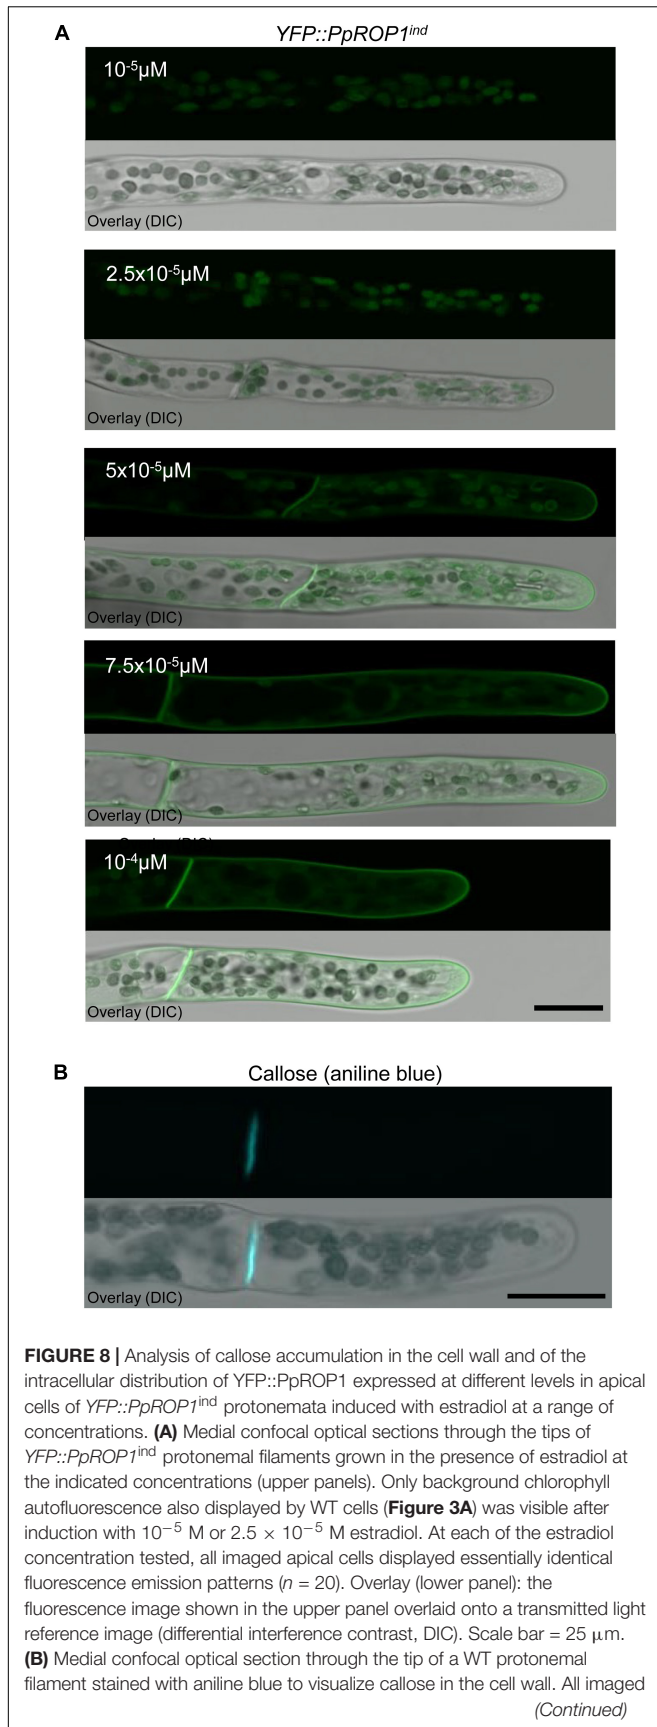 A
YFP::PpROP1ind
10-5µM
Overlay (DIC)
2.5x10-5µM
Overlay (DIC)
5x10-5µM
Overlay (DIC)
7.5x10-5µM
Overlay (DIC)
10-4µM
Overlay (DIC)
B
Callose (aniline blue)
Overlay (DIC)
FIGURE 8 | Analysis of callose accumulation in the cell wall and of the
intracellular distribution of YFP::PpROP1 expressed at different levels in apical
cells of YFP::PpROP1ind protonemata induced with estradiol at a range of
concentrations. (A) Medial confocal optical sections through the tips of
YFP::PpROP1ind protonemal filaments grown in the presence of estradiol at
the indicated concentrations (upper panels). Only background chlorophyll
autofluorescence also displayed by WT cells (Figure 3A) was visible after
induction with 10−5 M or 2.5 × 10−5 M estradiol. At each of the estradiol
concentration tested, all imaged apical cells displayed essentially identical
fluorescence emission patterns (n = 20). Overlay (lower panel): the
fluorescence image shown in the upper panel overlaid onto a transmitted light
reference image (differential interference contrast, DIC). Scale bar = 25 µm.
(B) Medial confocal optical section through the tip of a WT protonemal
filament stained with aniline blue to visualize callose in the cell wall. All imaged
(Continued)